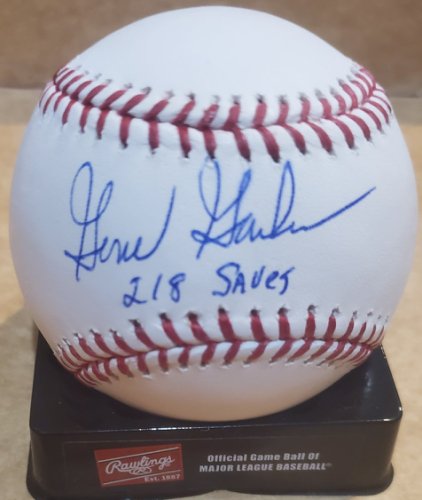 Gene Garber
218 Saves
Rawlings
Est. 1887
Official Game Ball Of
MAJOR LEAGUE BASEBALL®